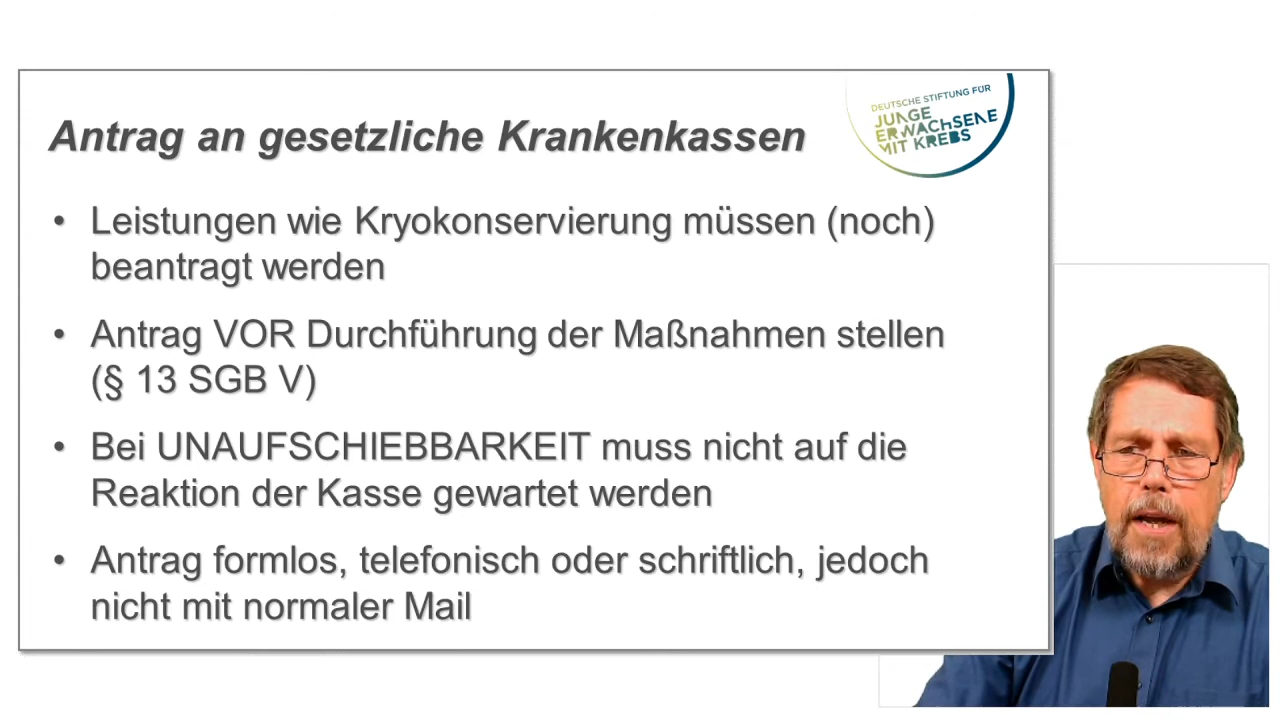 DEUTSCHE STIFTUNG FÜR
JUNGE
ERWACHSENE
MIT KREBS
Antrag an gesetzliche Krankenkassen
• Leistungen wie Kryokonservierung müssen (noch)
beantragt werden
• Antrag VOR Durchführung der Maßnahmen stellen
(§ 13 SGB V)
• Bei UNAUFSCHIEBBARKEIT muss nicht auf die
Reaktion der Kasse gewartet werden
• Antrag formlos, telefonisch oder schriftlich, jedoch
nicht mit normaler Mail